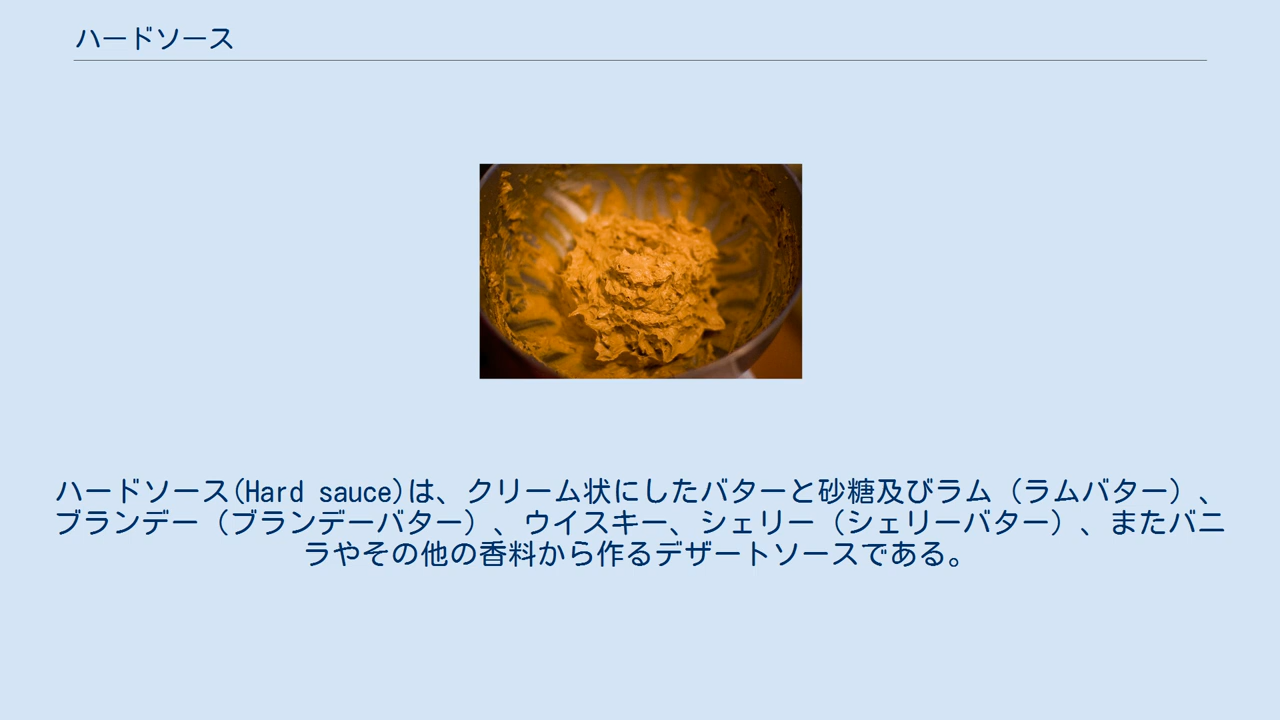 ハードソース
ハードソース(Hard sauce)は、クリーム状にしたバターと砂糖及びラム（ラムバター）、
ブランデー（ブランデーバター）、ウイスキー、シェリー（シェリーバター）、またバニ
ラやその他の香料から作るデザートソースである。